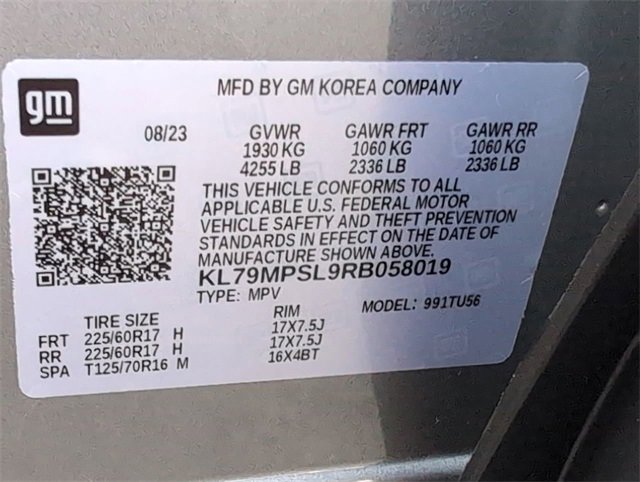 MFD BY GM KOREA COMPANY
gm
08/23 GVWR GAWR FRT GAWR RR
1930 KG 1060 KG 1060 KG
4255 LB 2336 LB 2336 LB
THIS VEHICLE CONFORMS TO ALL
APPLICABLE U.S. FEDERAL MOTOR
VEHICLE SAFETY AND THEFT PREVENTION
STANDARDS IN EFFECT ON THE DATE OF
MANUFACTURE SHOWN ABOVE.
KL79MPSL9RB058019
TYPE: MPV MODEL: 991TU56
TIRE SIZE RIM
FRT 225/60R17 H 17X7.5J
RR 225/60R17 H 17X7.5J
SPA T125/70R16 M 16X4BT